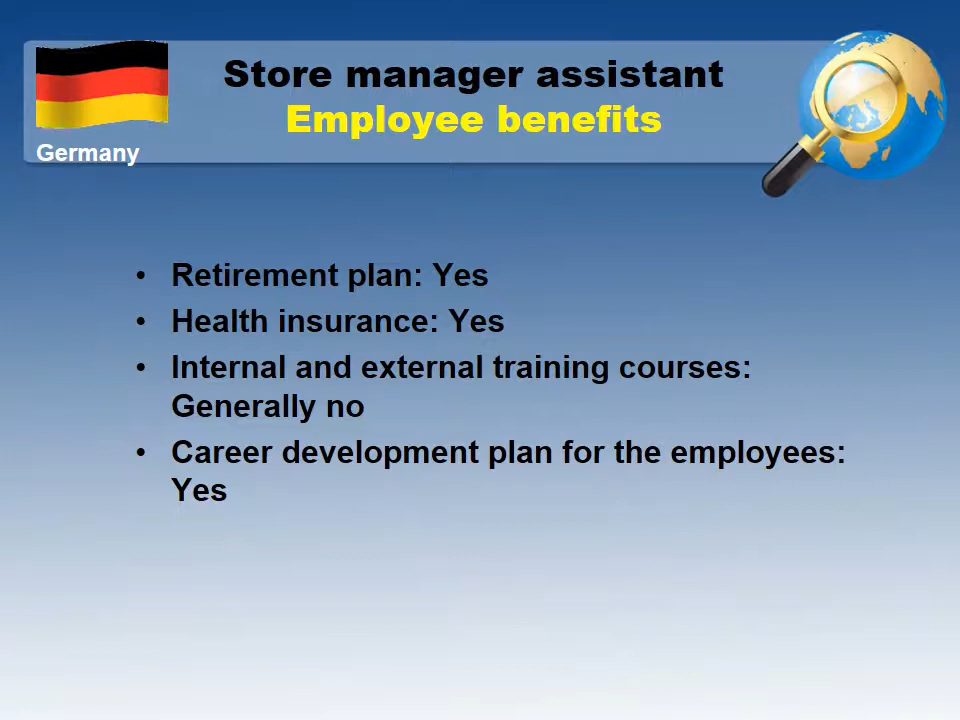 Store manager assistant
Employee benefits
Germany
• Retirement plan: Yes
• Health insurance: Yes
• Internal and external training courses:
Generally no
• Career development plan for the employees:
Yes